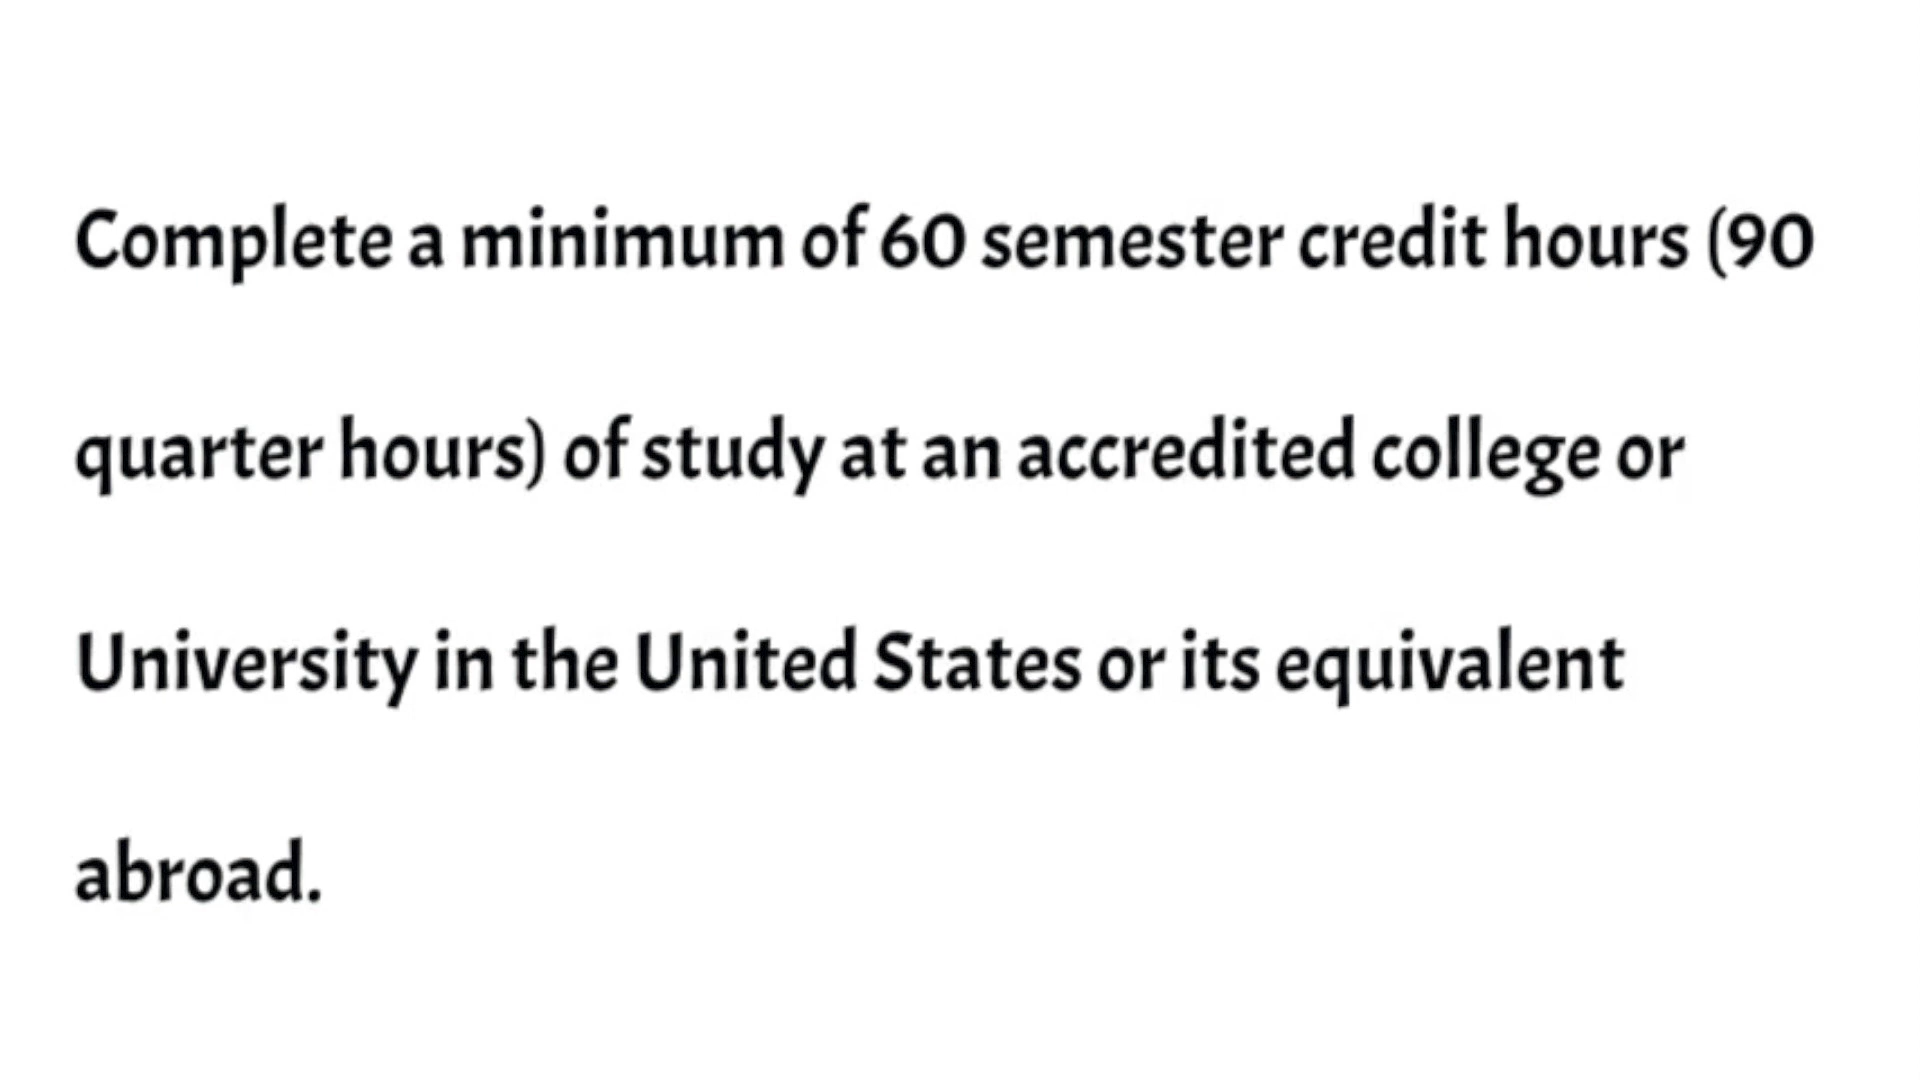 Complete a minimum of 60 semester credit hours (90
quarter hours) of study at an accredited college or
University in the United States or its equivalent
abroad.